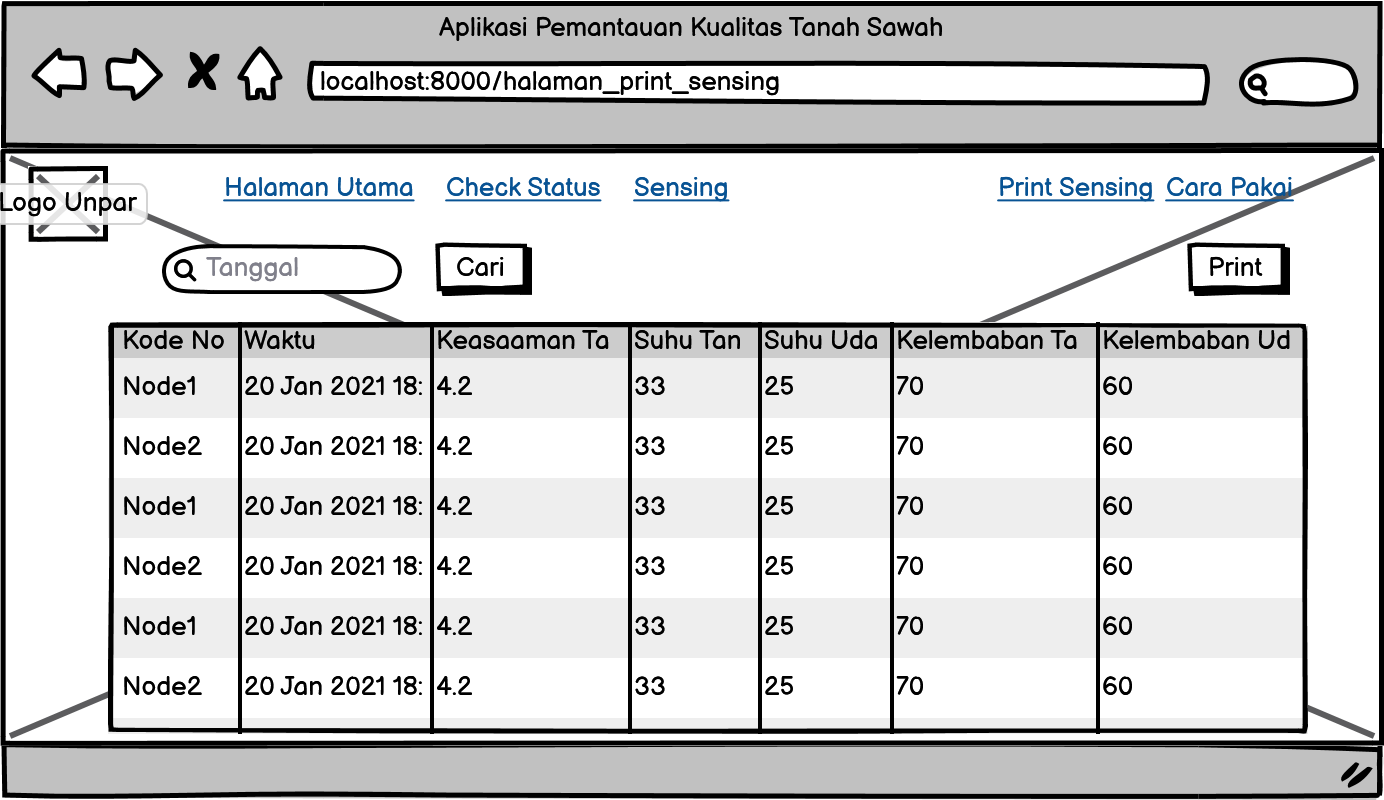 Aplikasi Pemantauan Kualitas Tanah Sawah
localhost:8000/halaman_print_sensing
Logo Unpar
Halaman Utama Check Status Sensing Print Sensing Cara Pakai
Tanggal Cari Print
Kode No Waktu Keasaaman Ta Suhu Tan Suhu Uda Kelembaban Ta Kelembaban Ud
Node1 20 Jan 2021 18: 4.2 33 25 70 60
Node2 20 Jan 2021 18: 4.2 33 25 70 60
Node1 20 Jan 2021 18: 4.2 33 25 70 60
Node2 20 Jan 2021 18: 4.2 33 25 70 60
Node1 20 Jan 2021 18: 4.2 33 25 70 60
Node2 20 Jan 2021 18: 4.2 33 25 70 60